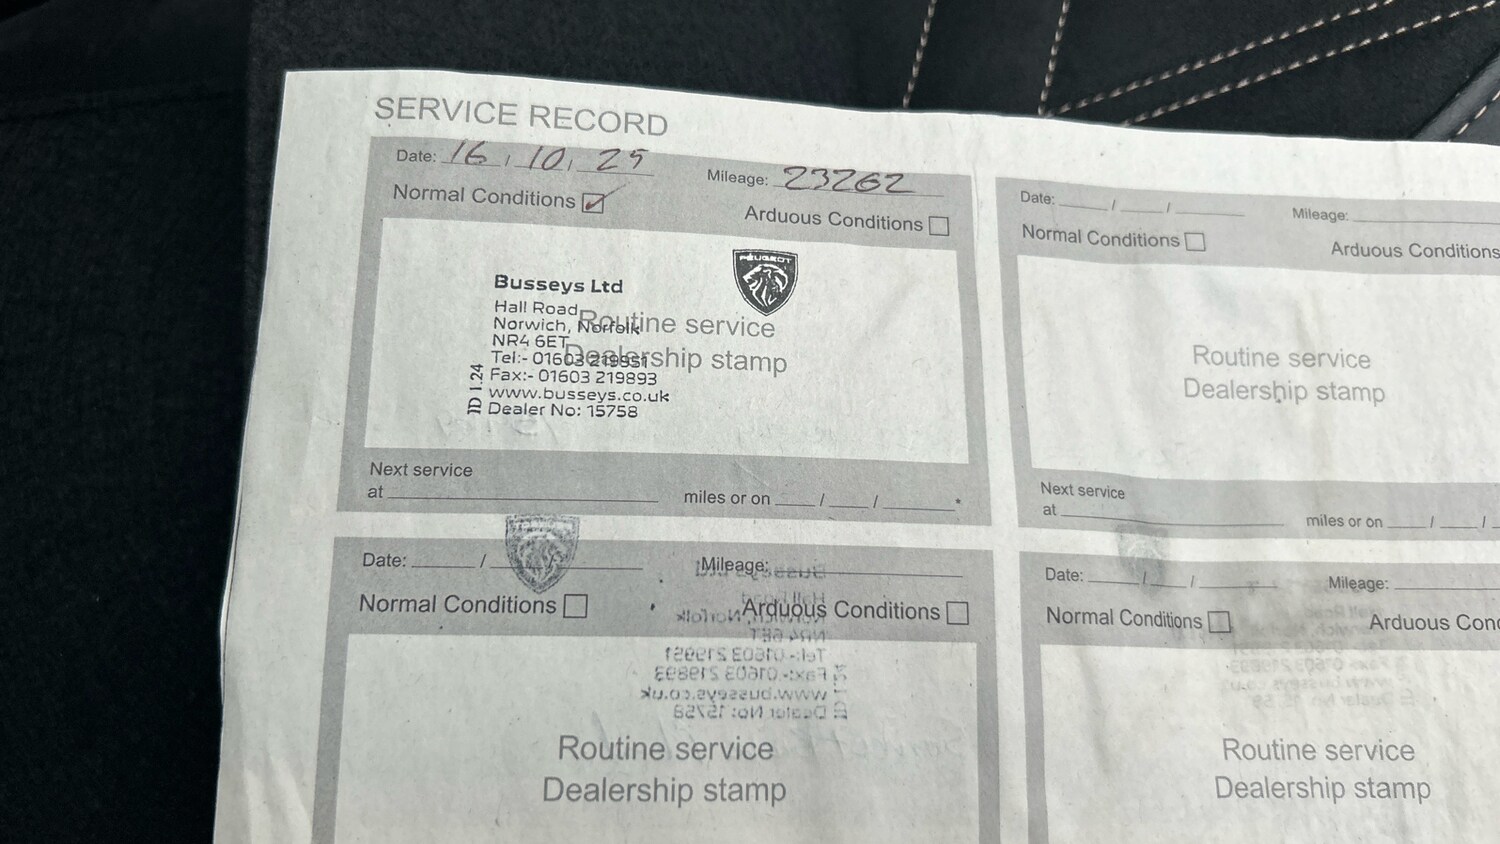 SERVICE RECORD
Date: 16 / 10 / 25
Mileage: 23262
Normal Conditions
Arduous Conditions
PEUGEOT
Busseys Ltd
Hall Road
Norwich, Norfolk
NR4 6ET
Tel:- 01603 219951
Fax:- 01603 219893
www.busseys.co.uk
Dealer No: 15758
Routine service
Dealership stamp
Next service
at miles or on / /
Date: / /
Mileage:
Normal Conditions
Arduous Conditions
Routine service
Dealership stamp
Next service
at miles or on / /
Date: /
Mileage:
Normal Conditions
Arduous Conditions
Routine service
Dealership stamp
Date: / /
Mileage:
Normal Conditions
Arduous
Routine service
Dealership stamp